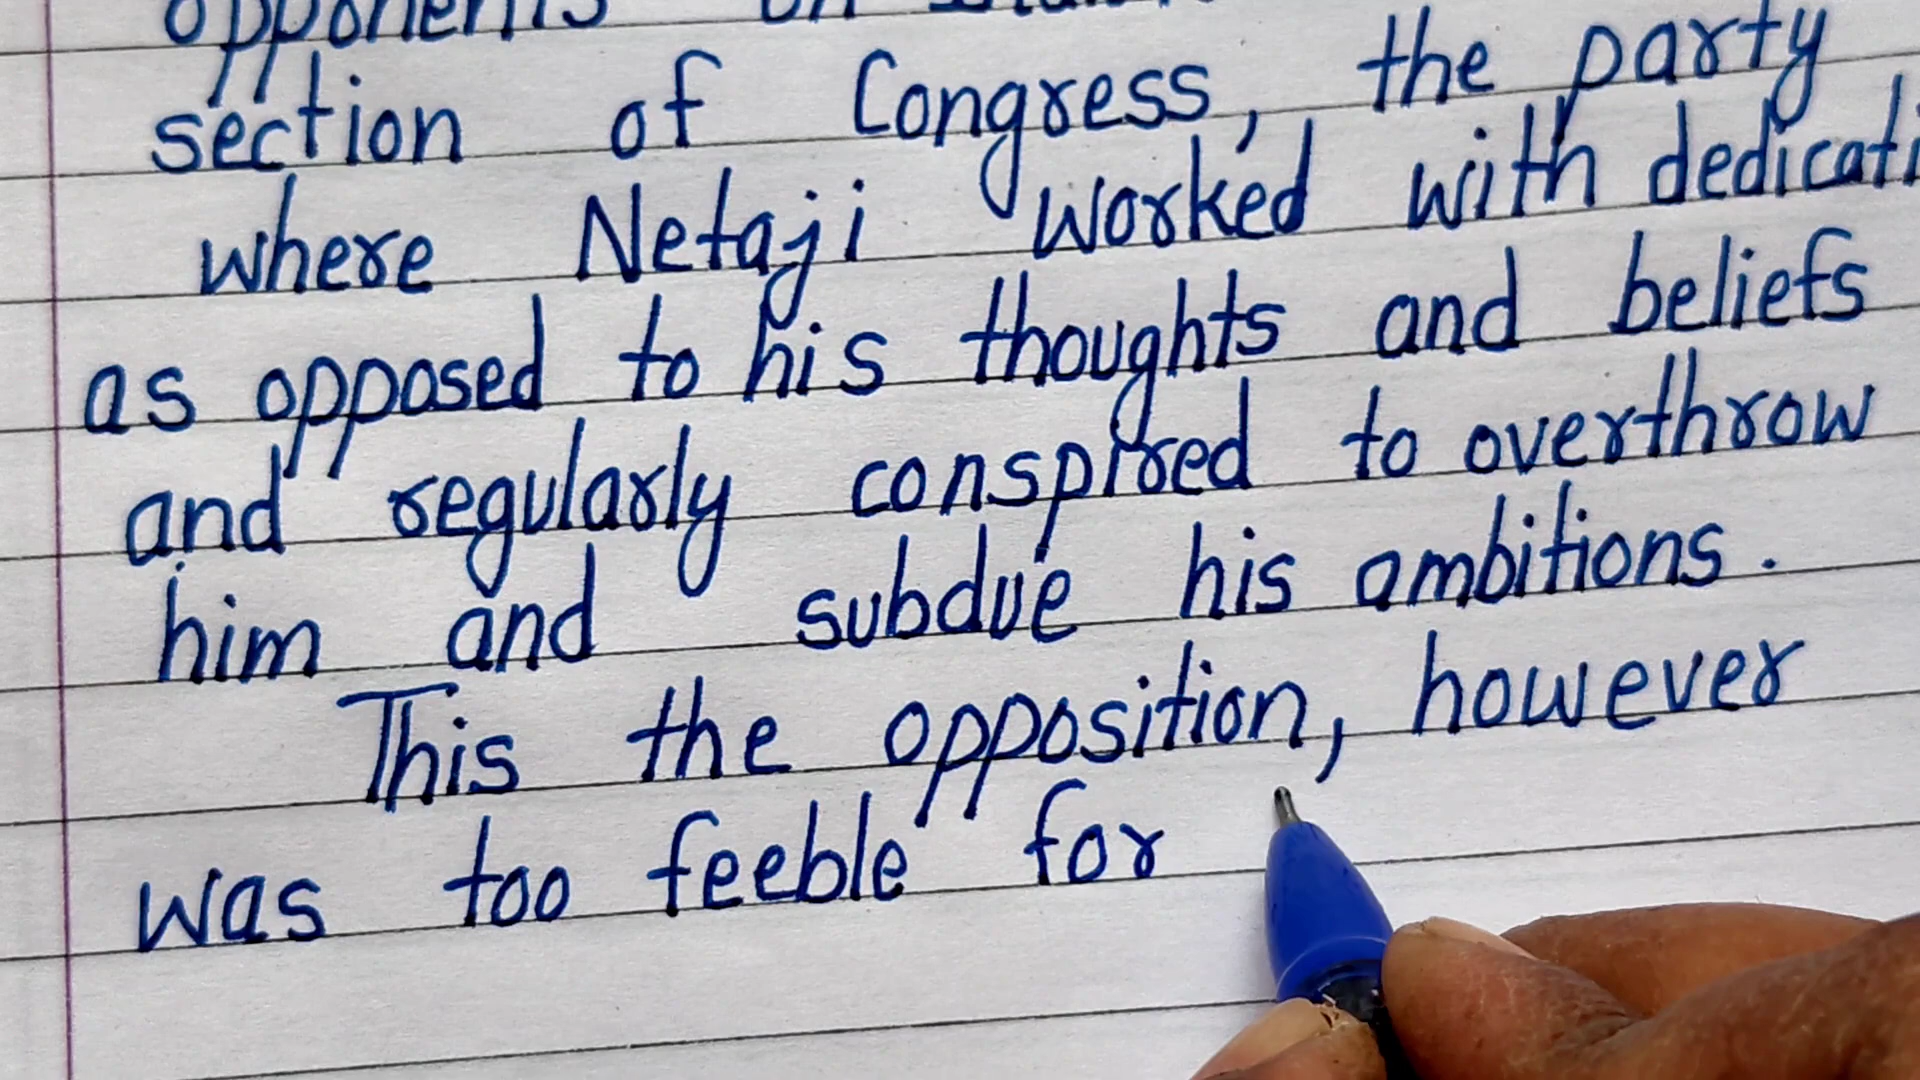 opponents
section of Congress, the party
where Netaji worked with dedicati
as opposed to his thoughts and beliefs
and regularly conspired to overthrow
him and subdue his ambitions.
This the opposition, however
was too feeble for